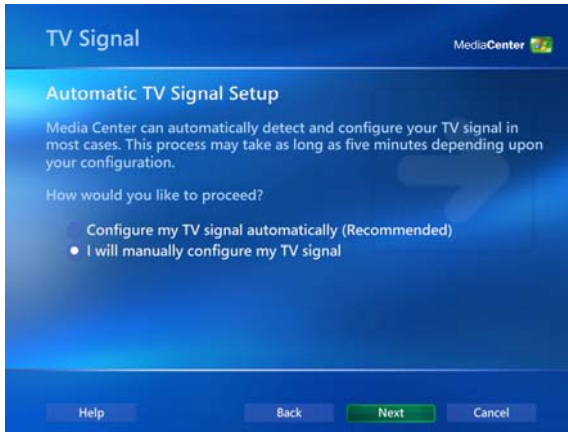 TV Signal
MediaCenter
Automatic TV Signal Setup
Media Center can automatically detect and configure your TV signal in
most cases. This process may take as long as five minutes depending upon
your configuration.
How would you like to proceed?
Configure my TV signal automatically (Recommended)
I will manually configure my TV signal
Help Back Next Cancel